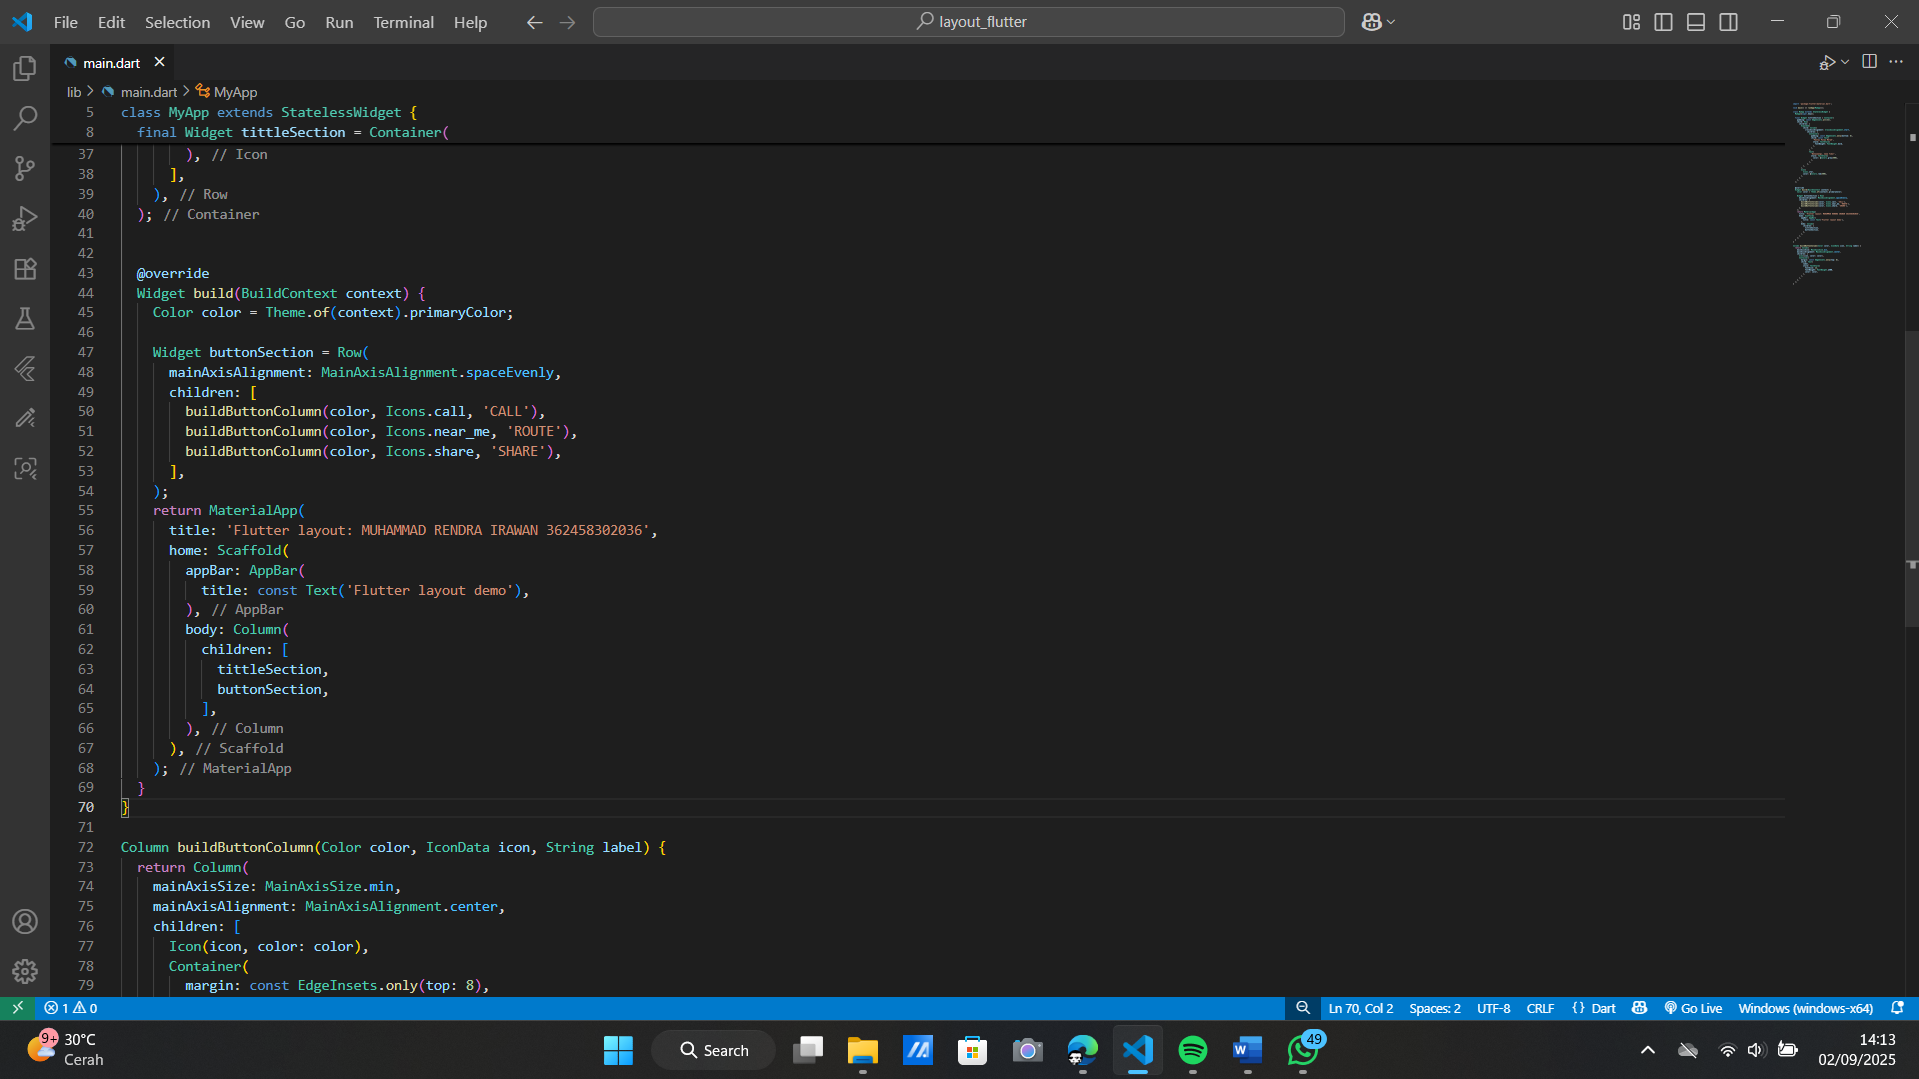 File Edit Selection View Go Run Terminal Help
layout_flutter
main.dart
lib > main.dart > MyApp
5 class MyApp extends StatelessWidget {
8 final Widget tittleSection = Container(
37 ), // Icon
38 ],
39 ), // Row
40 ); // Container
41
42
43 @override
44 Widget build(BuildContext context) {
45 Color color = Theme.of(context).primaryColor;
46
47 Widget buttonSection = Row(
48 mainAxisAlignment: MainAxisAlignment.spaceEvenly,
49 children: [
50 buildButtonColumn(color, Icons.call, 'CALL'),
51 buildButtonColumn(color, Icons.near_me, 'ROUTE'),
52 buildButtonColumn(color, Icons.share, 'SHARE'),
53 ],
54 );
55 return MaterialApp(
56 title: 'Flutter layout: MUHAMMAD RENDRA IRAWAN 362458302036',
57 home: Scaffold(
58 appBar: AppBar(
59 title: const Text('Flutter layout demo'),
60 ), // AppBar
61 body: Column(
62 children: [
63 tittleSection,
64 buttonSection,
65 ],
66 ), // Column
67 ), // Scaffold
68 ); // MaterialApp
69 }
70 }
71
72 Column buildButtonColumn(Color color, IconData icon, String label) {
73 return Column(
74 mainAxisSize: MainAxisSize.min,
75 mainAxisAlignment: MainAxisAlignment.center,
76 children: [
77 Icon(icon, color: color),
78 Container(
79 margin: const EdgeInsets.only(top: 8),
1 0 Ln 70, Col 2 Spaces: 2 UTF-8 CRLF {} Dart Go Live Windows (windows-x64)
9+ 30°C
Cerah
Search
49
14:13
02/09/2025